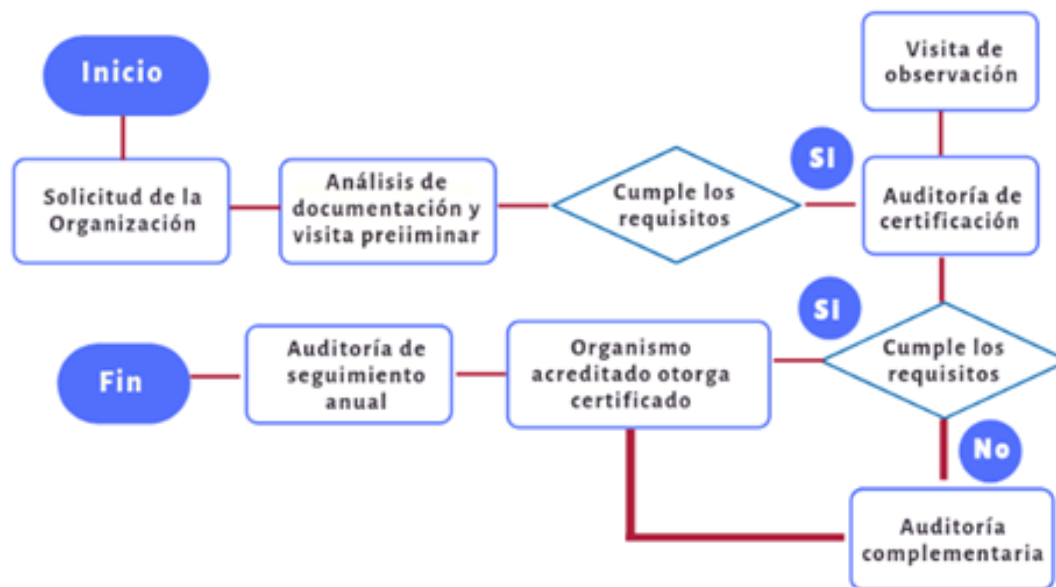 Inicio
Solicitud de la
Organización
Análisis de
documentación y
visita preiiminar
Cumple los
requisitos
SI
Visita de
observación
Auditoría de
certificación
Cumple los
requisitos
SI
Organismo
acreditado otorga
certificado
Auditoría de
seguimiento
anual
Fin
No
Auditoría
complementaria